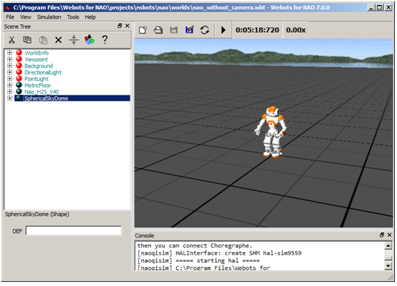 C:\Program Files\Webots for NAO\projects\robots\nao\worlds\nao_without_camera.wbt - Webots for NAO 7.0.0
File Edit View Simulation Tools Help
Scene Tree
0:05:18:720 0.00x
WorldInfo
Viewpoint
Background
DirectionalLight
PointLight
MetricFloor
Nao_H25_V40
SphericalSkyDome
SphericalSkyDome (Shape)
DEF
Console
then you can connect Choregraphe.
[naoqisim] HALInterface: create SHM hal-sim9559
[naoqisim] ===== starting hal =====
[naoqisim] C:\Program Files\Webots for